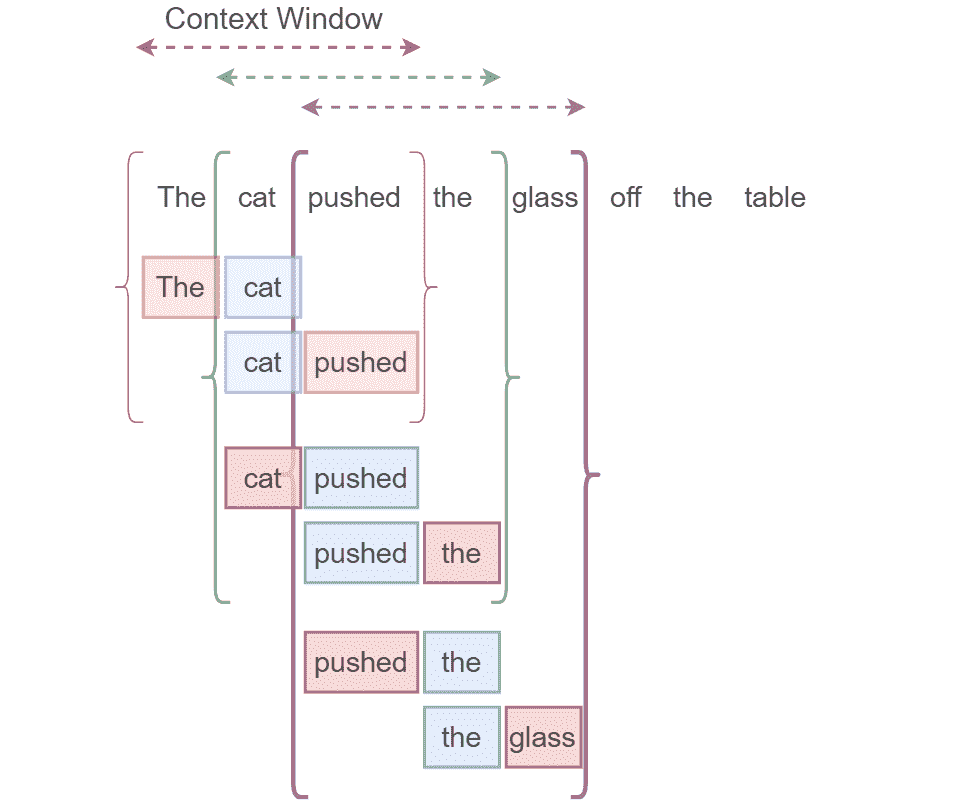 Context Window
The cat pushed the glass off the table
The cat
cat pushed
cat pushed
pushed the
pushed the
the glass